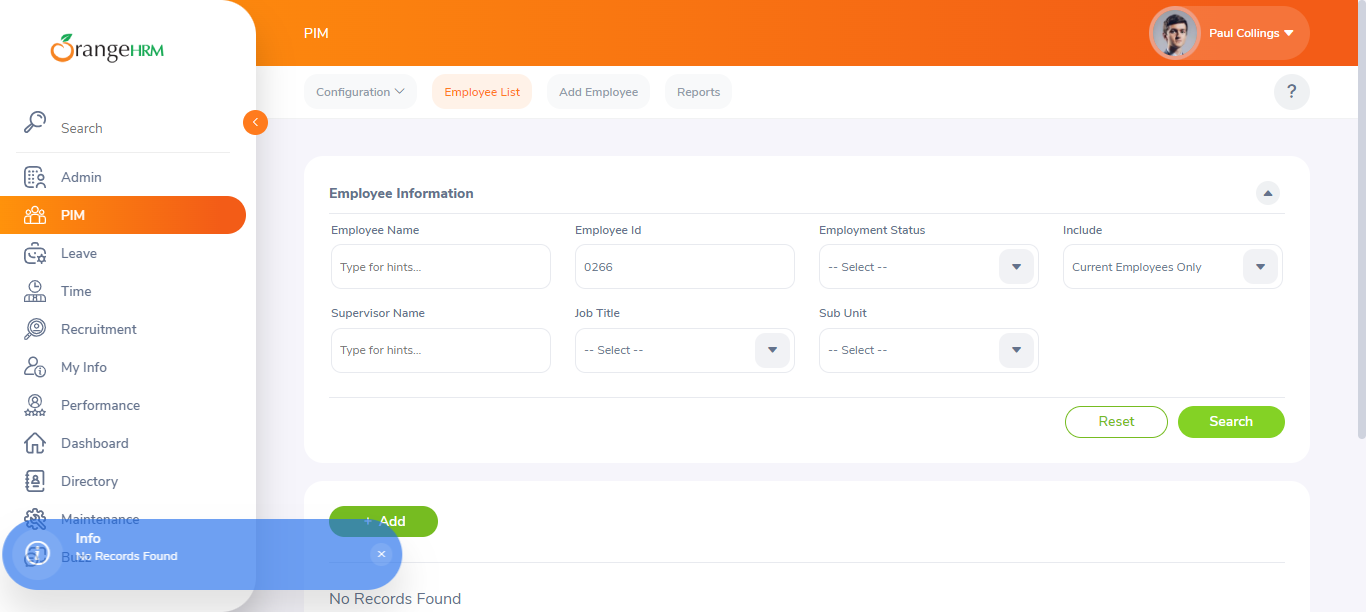 OrangeHRM
Search
Admin
PIM
Leave
Time
Recruitment
My Info
Performance
Dashboard
Directory
Maintenance
Buzz
PIM
Paul Collings
Configuration
Employee List
Add Employee
Reports
?
Employee Information
Employee Name
Type for hints...
Employee Id
0266
Employment Status
-- Select --
Include
Current Employees Only
Supervisor Name
Type for hints...
Job Title
-- Select --
Sub Unit
-- Select --
Reset
Search
+ Add
No Records Found
Info
No Records Found